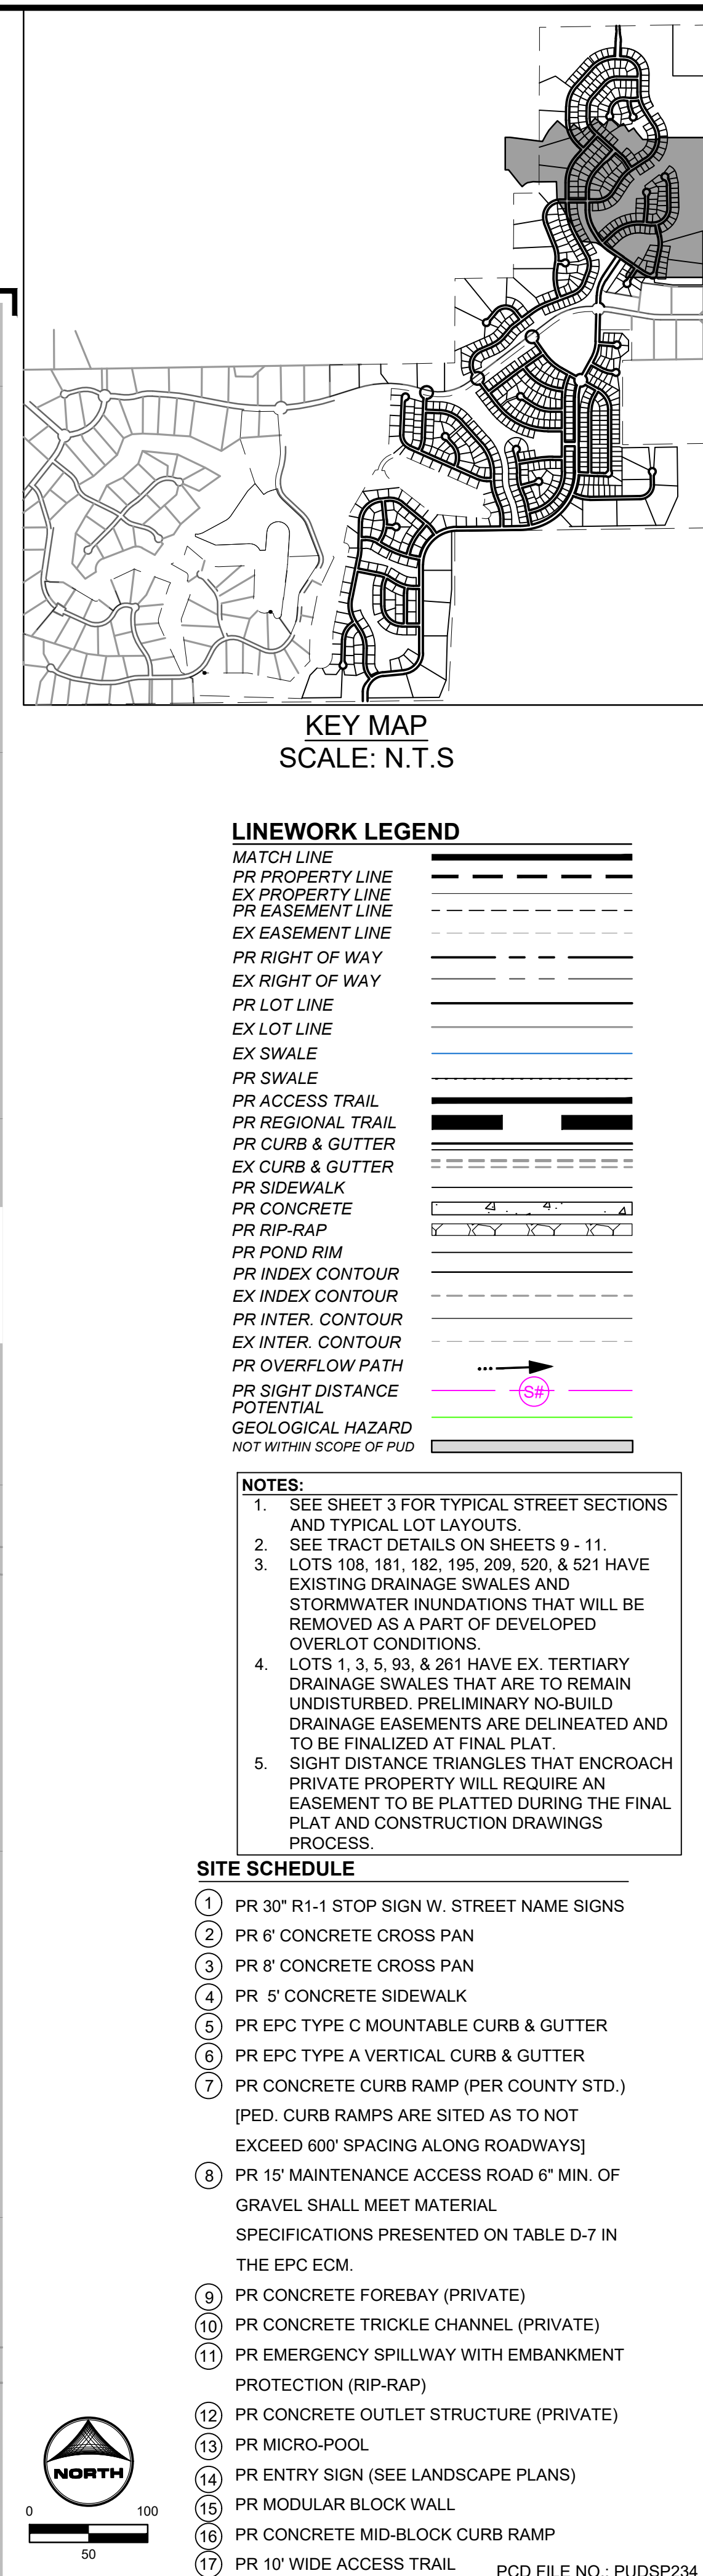 KEY MAP
SCALE: N.T.S
LINEWORK LEGEND
MATCH LINE
PR PROPERTY LINE
EX PROPERTY LINE
PR EASEMENT LINE
EX EASEMENT LINE
PR RIGHT OF WAY
EX RIGHT OF WAY
PR LOT LINE
EX LOT LINE
EX SWALE
PR SWALE
PR ACCESS TRAIL
PR REGIONAL TRAIL
PR CURB & GUTTER
EX CURB & GUTTER
PR SIDEWALK
PR CONCRETE
PR RIP-RAP
PR POND RIM
PR INDEX CONTOUR
EX INDEX CONTOUR
PR INTER. CONTOUR
EX INTER. CONTOUR
PR OVERFLOW PATH
PR SIGHT DISTANCE S#
POTENTIAL
GEOLOGICAL HAZARD
NOT WITHIN SCOPE OF PUD
NOTES:
1. SEE SHEET 3 FOR TYPICAL STREET SECTIONS
AND TYPICAL LOT LAYOUTS.
2. SEE TRACT DETAILS ON SHEETS 9 - 11.
3. LOTS 108, 181, 182, 195, 209, 520, & 521 HAVE
EXISTING DRAINAGE SWALES AND
STORMWATER INUNDATIONS THAT WILL BE
REMOVED AS A PART OF DEVELOPED
OVERLOT CONDITIONS.
4. LOTS 1, 3, 5, 93, & 261 HAVE EX. TERTIARY
DRAINAGE SWALES THAT ARE TO REMAIN
UNDISTURBED. PRELIMINARY NO-BUILD
DRAINAGE EASEMENTS ARE DELINEATED AND
TO BE FINALIZED AT FINAL PLAT.
5. SIGHT DISTANCE TRIANGLES THAT ENCROACH
PRIVATE PROPERTY WILL REQUIRE AN
EASEMENT TO BE PLATTED DURING THE FINAL
PLAT AND CONSTRUCTION DRAWINGS
PROCESS.
SITE SCHEDULE
1 PR 30" R1-1 STOP SIGN W. STREET NAME SIGNS
2 PR 6' CONCRETE CROSS PAN
3 PR 8' CONCRETE CROSS PAN
4 PR 5' CONCRETE SIDEWALK
5 PR EPC TYPE C MOUNTABLE CURB & GUTTER
6 PR EPC TYPE A VERTICAL CURB & GUTTER
7 PR CONCRETE CURB RAMP (PER COUNTY STD.)
[PED. CURB RAMPS ARE SITED AS TO NOT
EXCEED 600' SPACING ALONG ROADWAYS]
8 PR 15' MAINTENANCE ACCESS ROAD 6" MIN. OF
GRAVEL SHALL MEET MATERIAL
SPECIFICATIONS PRESENTED ON TABLE D-7 IN
THE EPC ECM.
9 PR CONCRETE FOREBAY (PRIVATE)
10 PR CONCRETE TRICKLE CHANNEL (PRIVATE)
11 PR EMERGENCY SPILLWAY WITH EMBANKMENT
PROTECTION (RIP-RAP)
12 PR CONCRETE OUTLET STRUCTURE (PRIVATE)
13 PR MICRO-POOL
14 PR ENTRY SIGN (SEE LANDSCAPE PLANS)
15 PR MODULAR BLOCK WALL
16 PR CONCRETE MID-BLOCK CURB RAMP
17 PR 10' WIDE ACCESS TRAIL
NORTH
0 100
50
PCD FILE NO.: PUDSP234